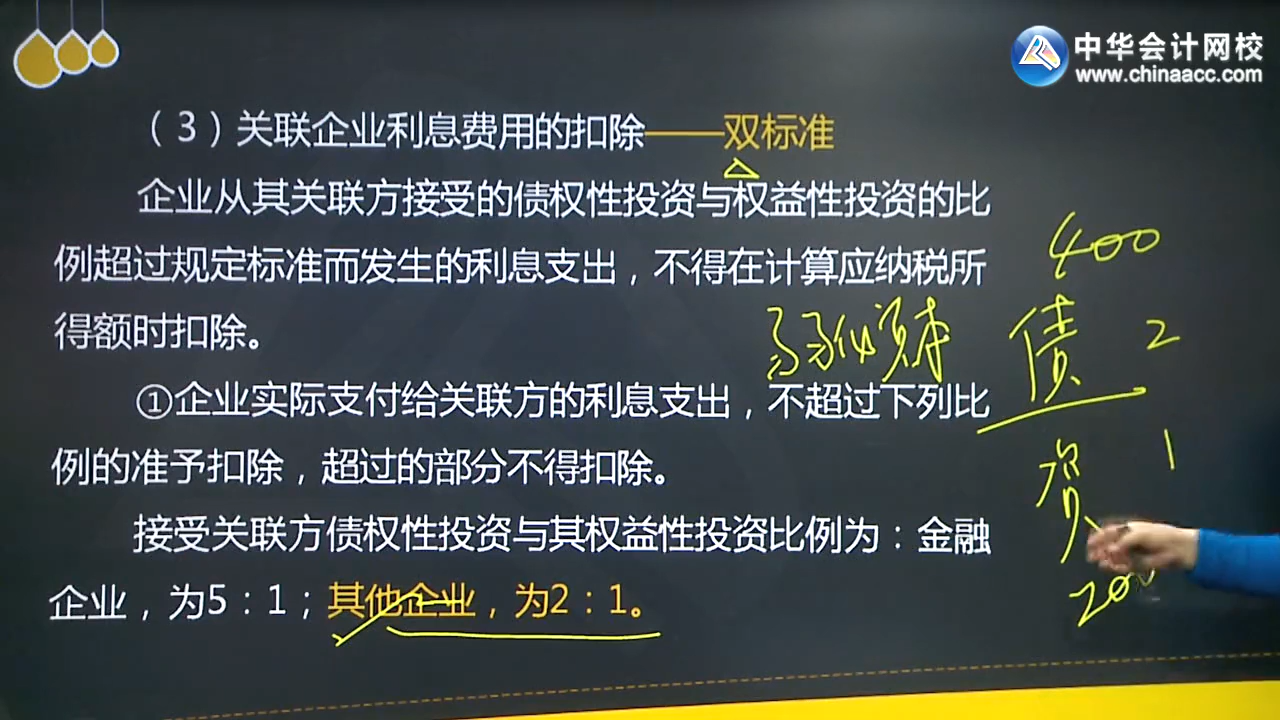 中华会计网校
www.chinaacc.com
（3）关联企业利息费用的扣除——双标准
企业从其关联方接受的债权性投资与权益性投资的比
例超过规定标准而发生的利息支出，不得在计算应纳税所
得额时扣除。
①企业实际支付给关联方的利息支出，不超过下列比
例的准予扣除，超过的部分不得扣除。
接受关联方债权性投资与其权益性投资比例为：金融
企业，为5：1；其他企业，为2：1。
400
债 2
资 1
200